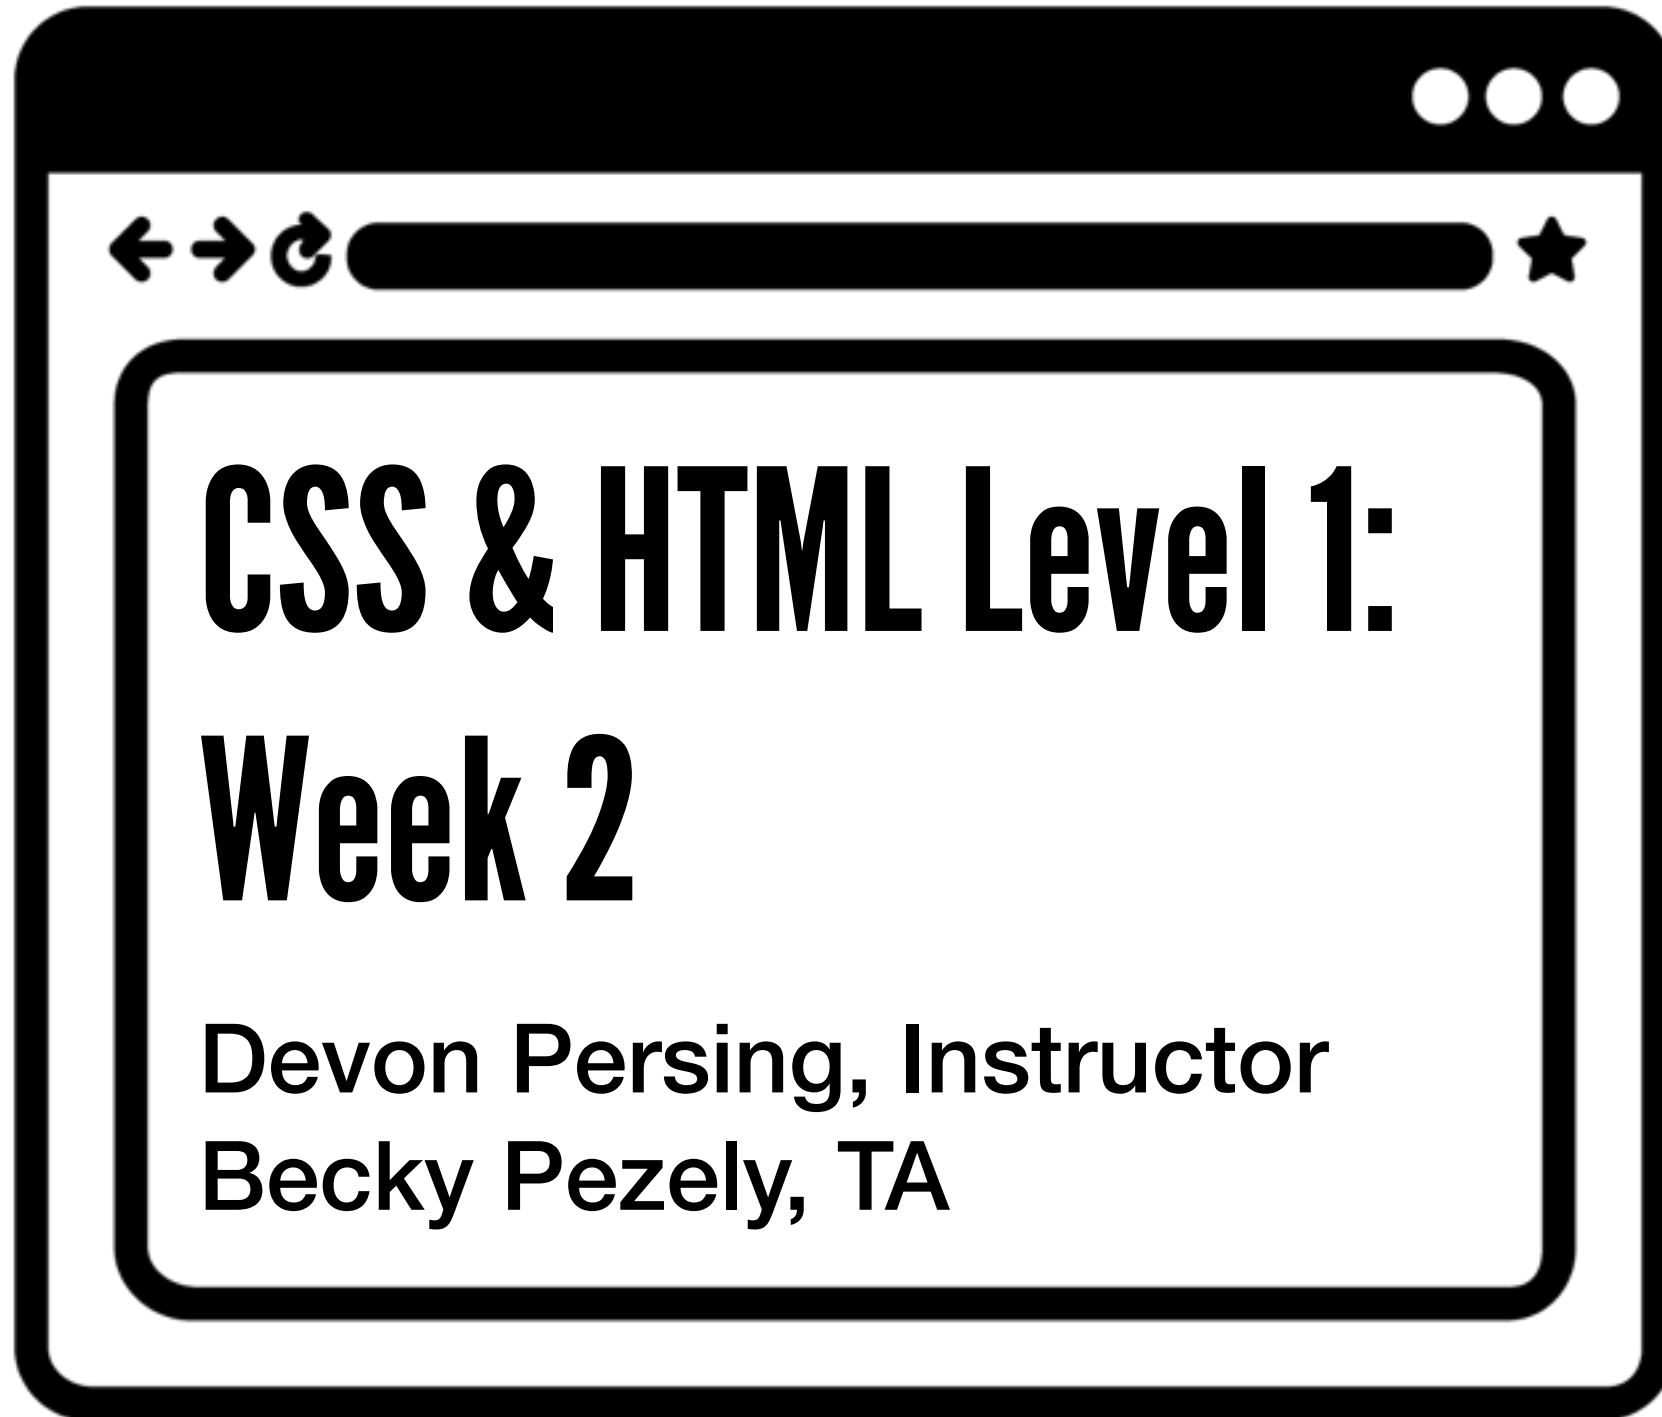 CSS & HTML Level 1:
Week 2
Devon Persing, Instructor
Becky Pezely, TA